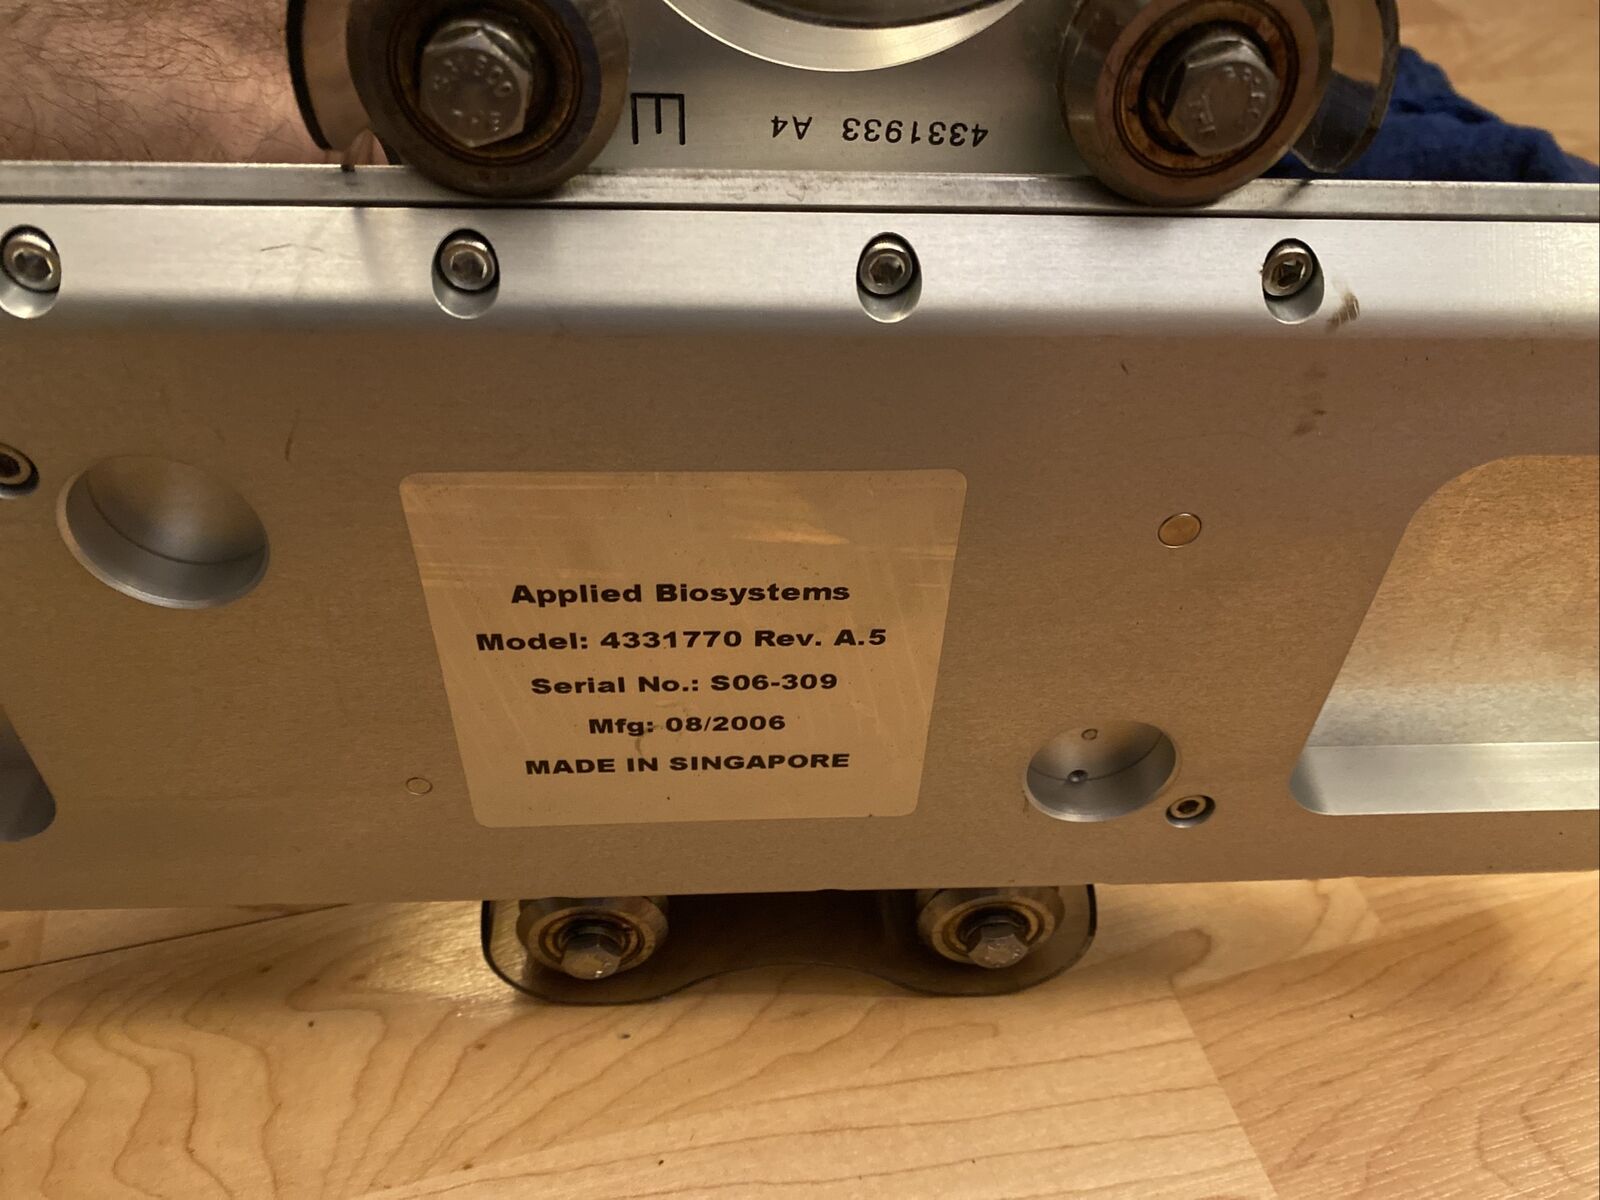 E 4331933 A4
Applied Biosystems
Model: 4331770 Rev. A.5
Serial No.: S06-309
Mfg: 08/2006
MADE IN SINGAPORE